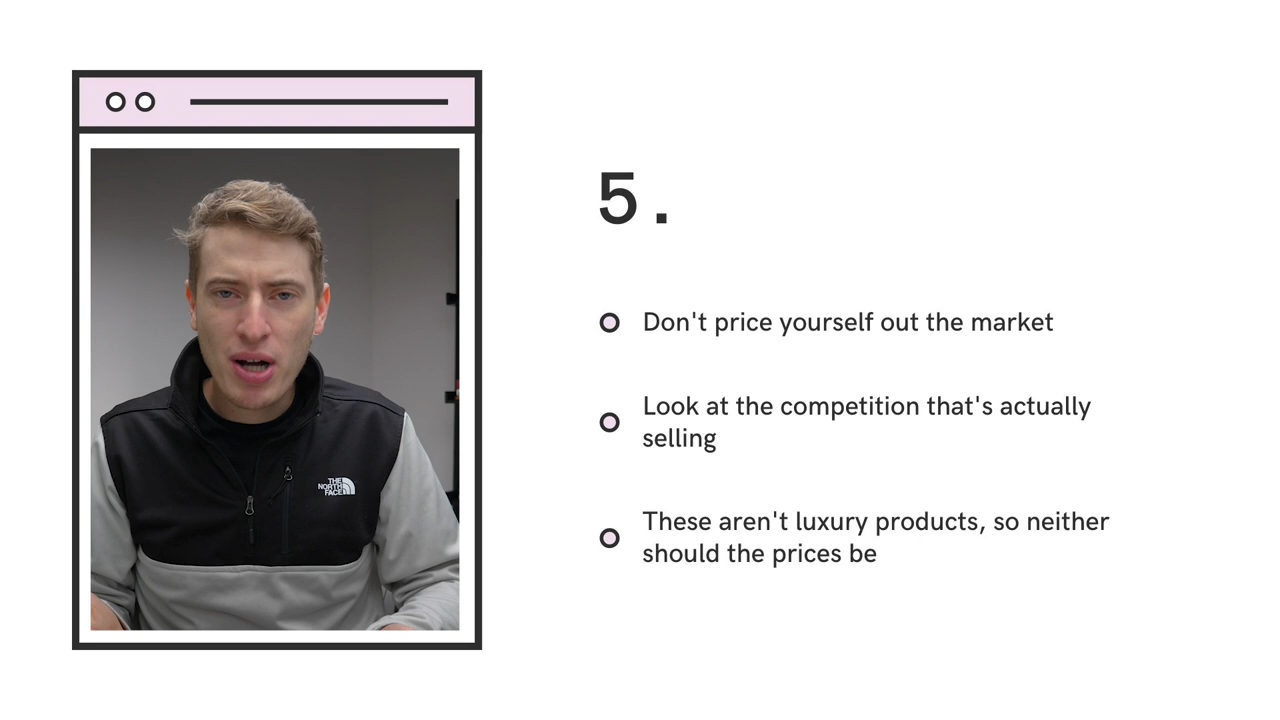 5.
Don't price yourself out the market
Look at the competition that's actually
selling
These aren't luxury products, so neither
should the prices be
THE
NORTH
FACE